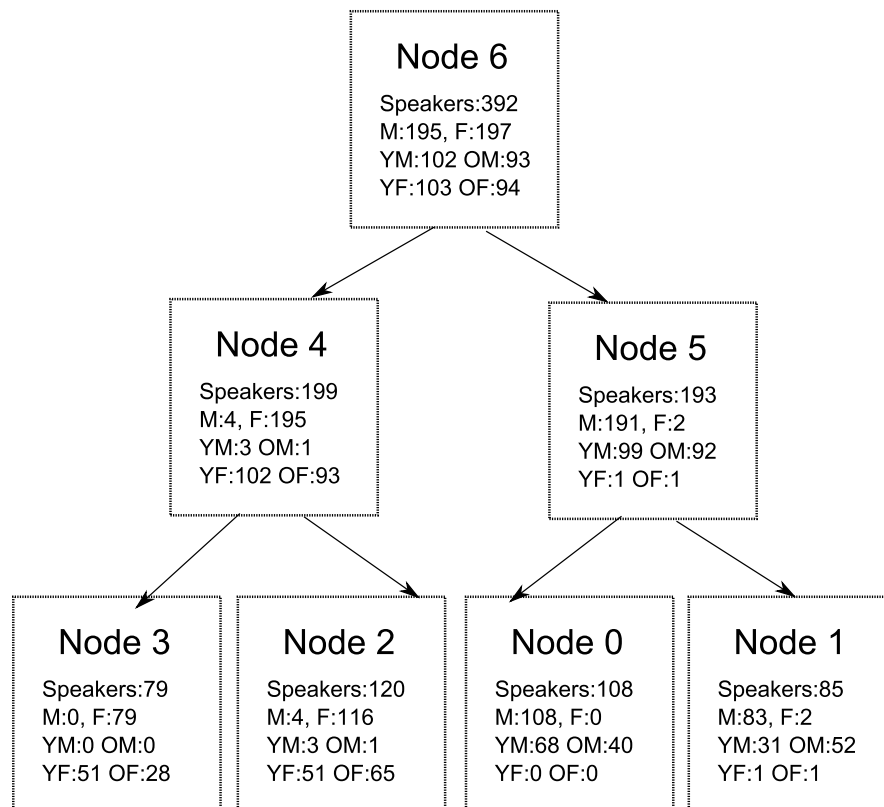 Node 6
Speakers:392
M:195, F:197
YM:102 OM:93
YF:103 OF:94
Node 4
Speakers:199
M:4, F:195
YM:3 OM:1
YF:102 OF:93
Node 5
Speakers:193
M:191, F:2
YM:99 OM:92
YF:1 OF:1
Node 3
Speakers:79
M:0, F:79
YM:0 OM:0
YF:51 OF:28
Node 2
Speakers:120
M:4, F:116
YM:3 OM:1
YF:51 OF:65
Node 0
Speakers:108
M:108, F:0
YM:68 OM:40
YF:0 OF:0
Node 1
Speakers:85
M:83, F:2
YM:31 OM:52
YF:1 OF:1